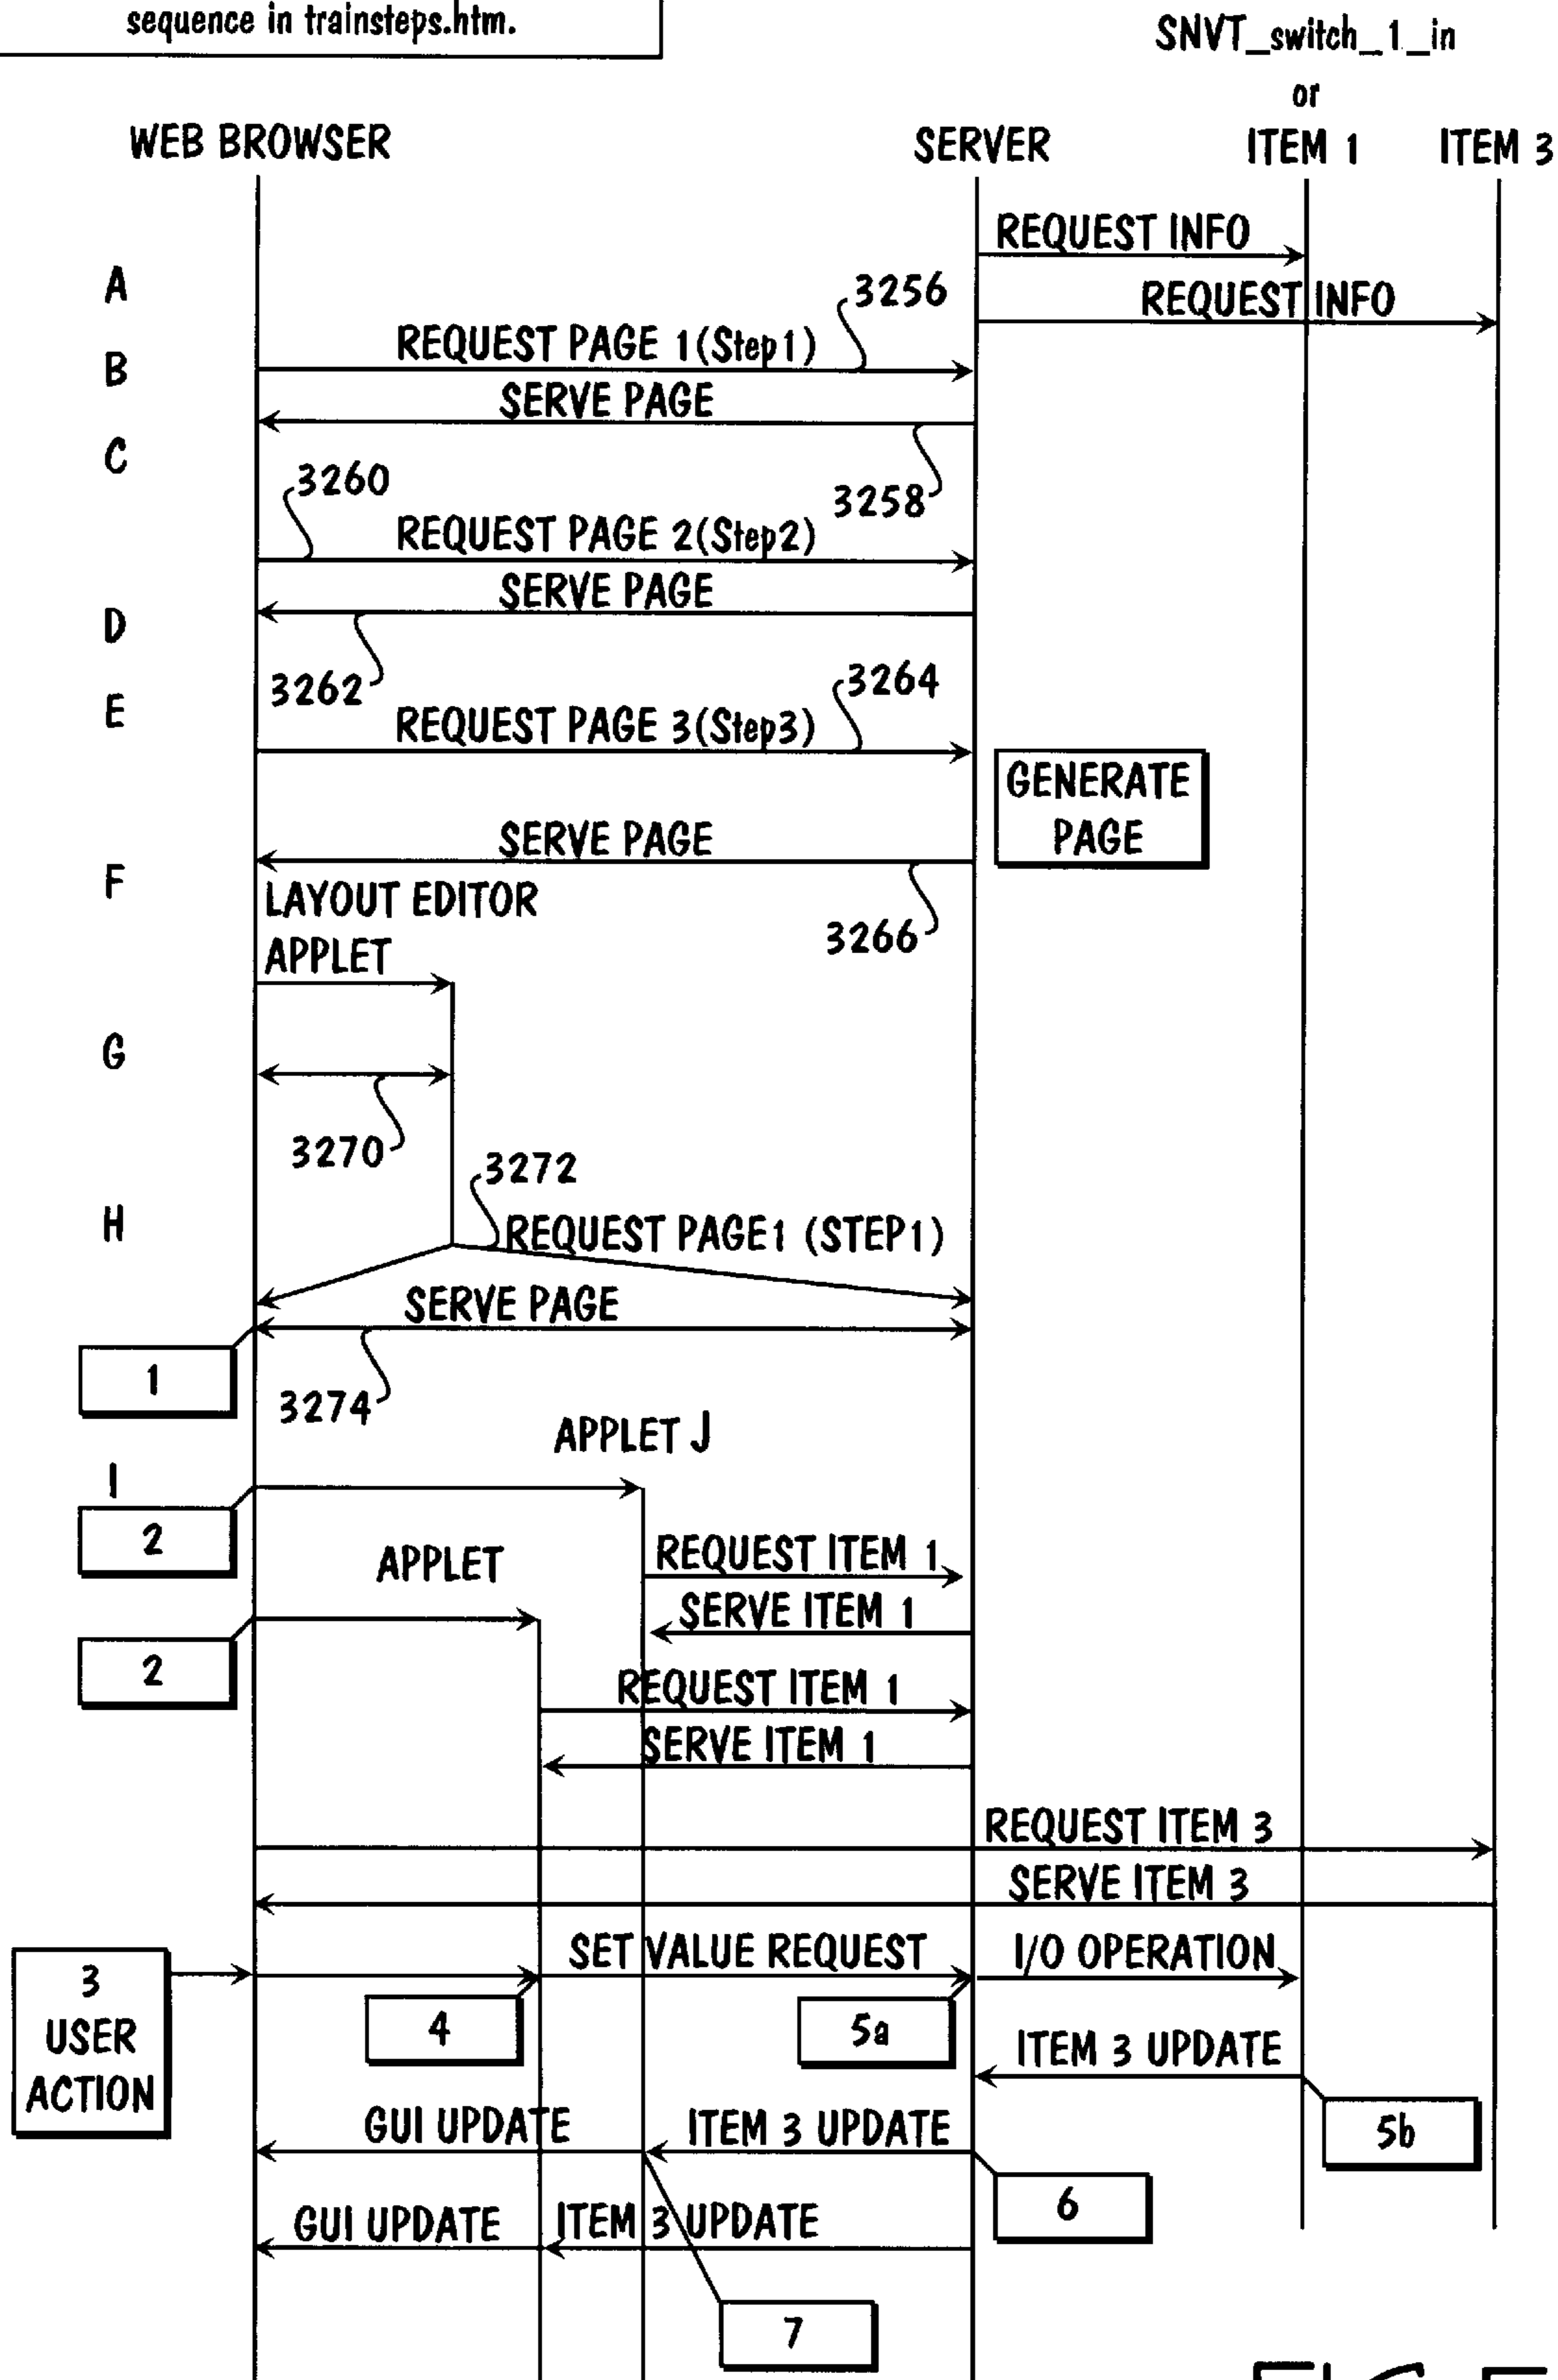 sequence in trainsteps.htm.
SNVT_switch_1_in
or
WEB BROWSER
SERVER
ITEM 1
ITEM 3
REQUEST INFO
A
3256
REQUEST INFO
REQUEST PAGE 1(Step1)
B
SERVE PAGE
C
3260
3258
REQUEST PAGE 2(Step2)
SERVE PAGE
D
3262
3264
E
REQUEST PAGE 3(Step3)
GENERATE
PAGE
SERVE PAGE
F
LAYOUT EDITOR
APPLET
3266
G
3270
3272
H
REQUEST PAGE1 (STEP1)
SERVE PAGE
1
3274
APPLET J
I
2
REQUEST ITEM 1
APPLET
SERVE ITEM 1
2
REQUEST ITEM 1
SERVE ITEM 1
REQUEST ITEM 3
SERVE ITEM 3
3
USER
ACTION
SET VALUE REQUEST
I/O OPERATION
4
5a
ITEM 3 UPDATE
5b
GUI UPDATE
ITEM 3 UPDATE
6
GUI UPDATE
ITEM 3 UPDATE
7